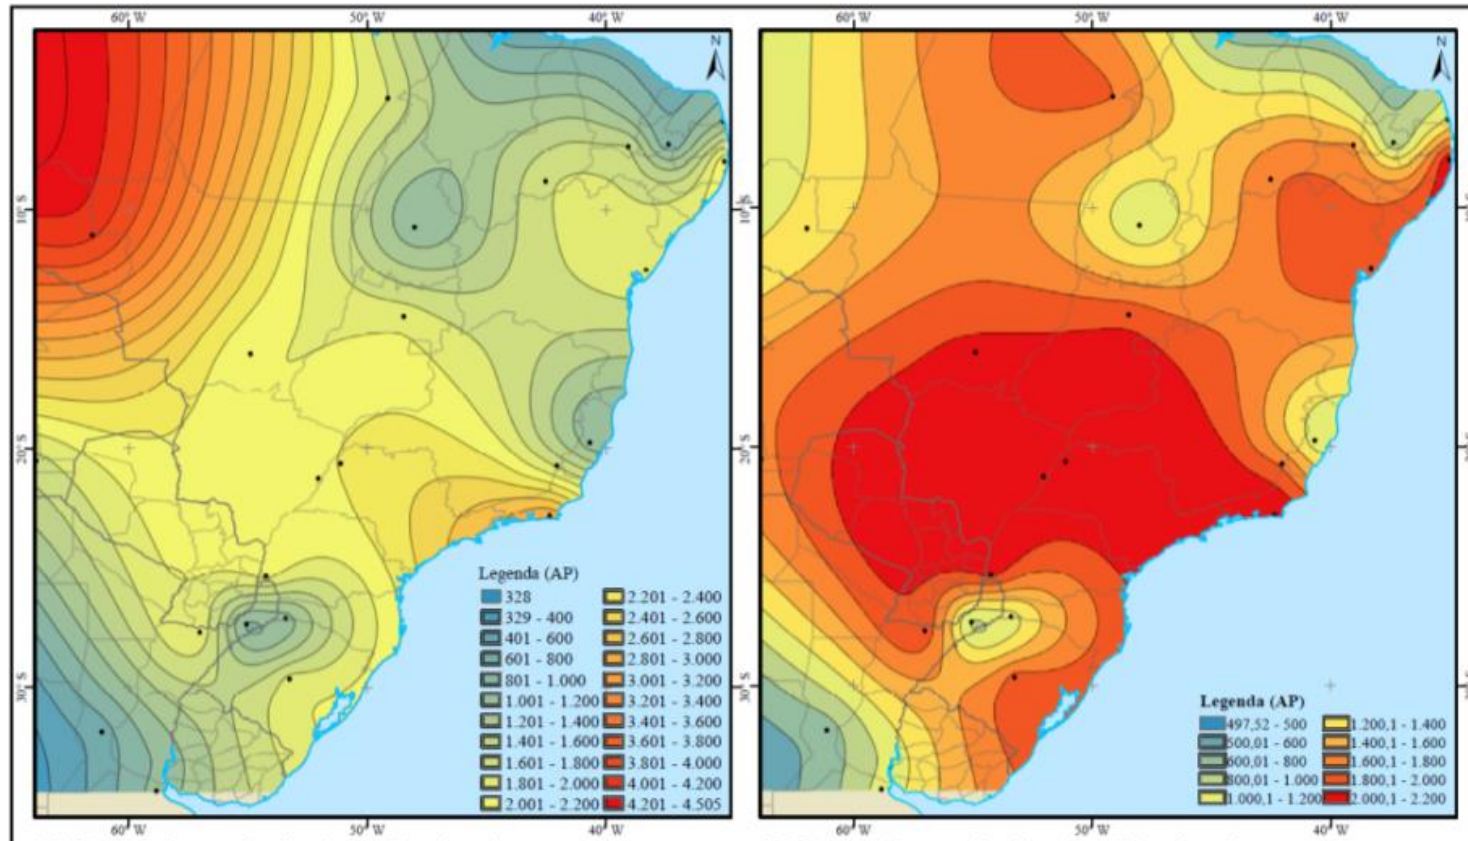 60° W 50° W 40° W
N
10° S
20° S
30° S
Legenda (AP)
328
329 - 400
401 - 600
601 - 800
801 - 1.000
1.001 - 1.200
1.201 - 1.400
1.401 - 1.600
1.601 - 1.800
1.801 - 2.000
2.001 - 2.200
2.201 - 2.400
2.401 - 2.600
2.601 - 2.800
2.801 - 3.000
3.001 - 3.200
3.201 - 3.400
3.401 - 3.600
3.601 - 3.800
3.801 - 4.000
4.001 - 4.200
4.201 - 4.505
60° W 50° W 40° W
60° W 50° W 40° W
N
10° S
20° S
30° S
Legenda (AP)
497,52 - 500
500,01 - 600
600,01 - 800
800,01 - 1.000
1.000,1 - 1.200
1.200,1 - 1.400
1.400,1 - 1.600
1.600,1 - 1.800
1.800,1 - 2.000
2.000,1 - 2.200
60° W 50° W 40° W